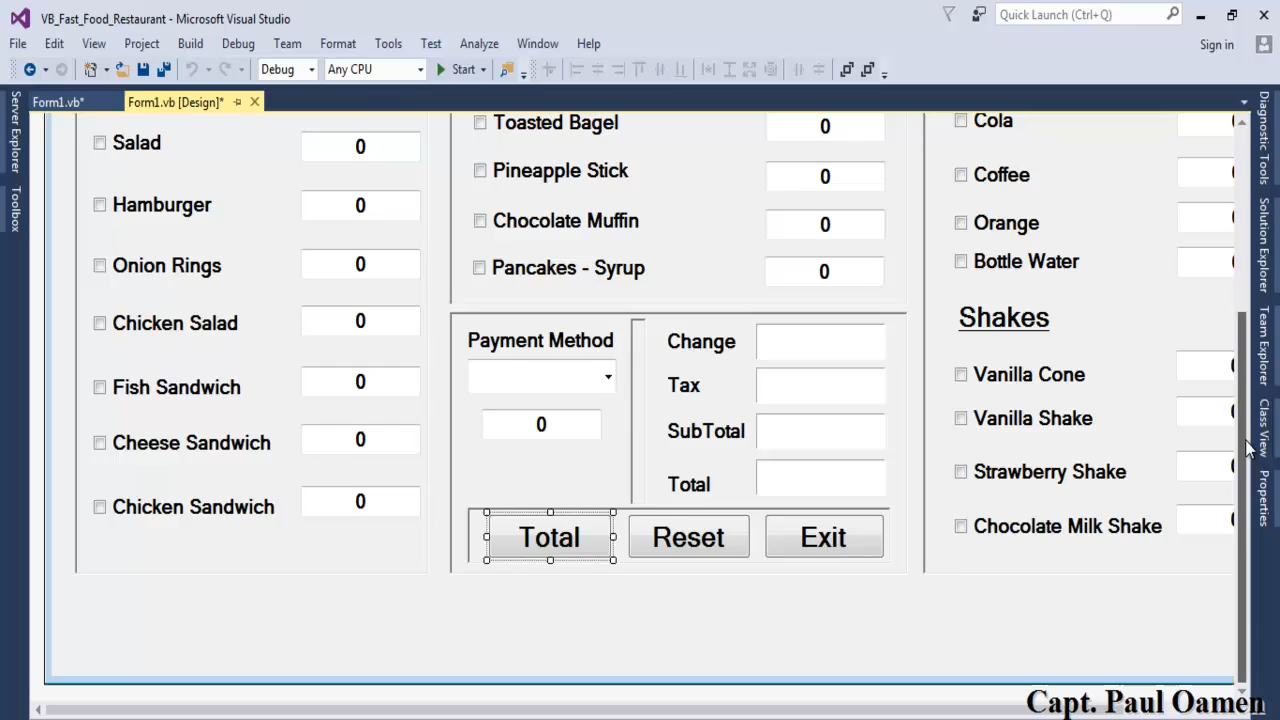 VB_Fast_Food_Restaurant - Microsoft Visual Studio
Quick Launch (Ctrl+Q)
File Edit View Project Build Debug Team Format Tools Test Analyze Window Help
Sign in
Debug Any CPU Start
Form1.vb* Form1.vb [Design]*
Server Explorer
Toolbox
Salad 0
Hamburger 0
Onion Rings 0
Chicken Salad 0
Fish Sandwich 0
Cheese Sandwich 0
Chicken Sandwich 0
Toasted Bagel 0
Pineapple Stick 0
Chocolate Muffin 0
Pancakes - Syrup 0
Payment Method
0
Change
Tax
SubTotal
Total
Total Reset Exit
Cola
Coffee
Orange
Bottle Water
Shakes
Vanilla Cone
Vanilla Shake
Strawberry Shake
Chocolate Milk Shake
Diagnostic Tools
Solution Explorer
Team Explorer
Class View
Properties
Capt. Paul Oamen